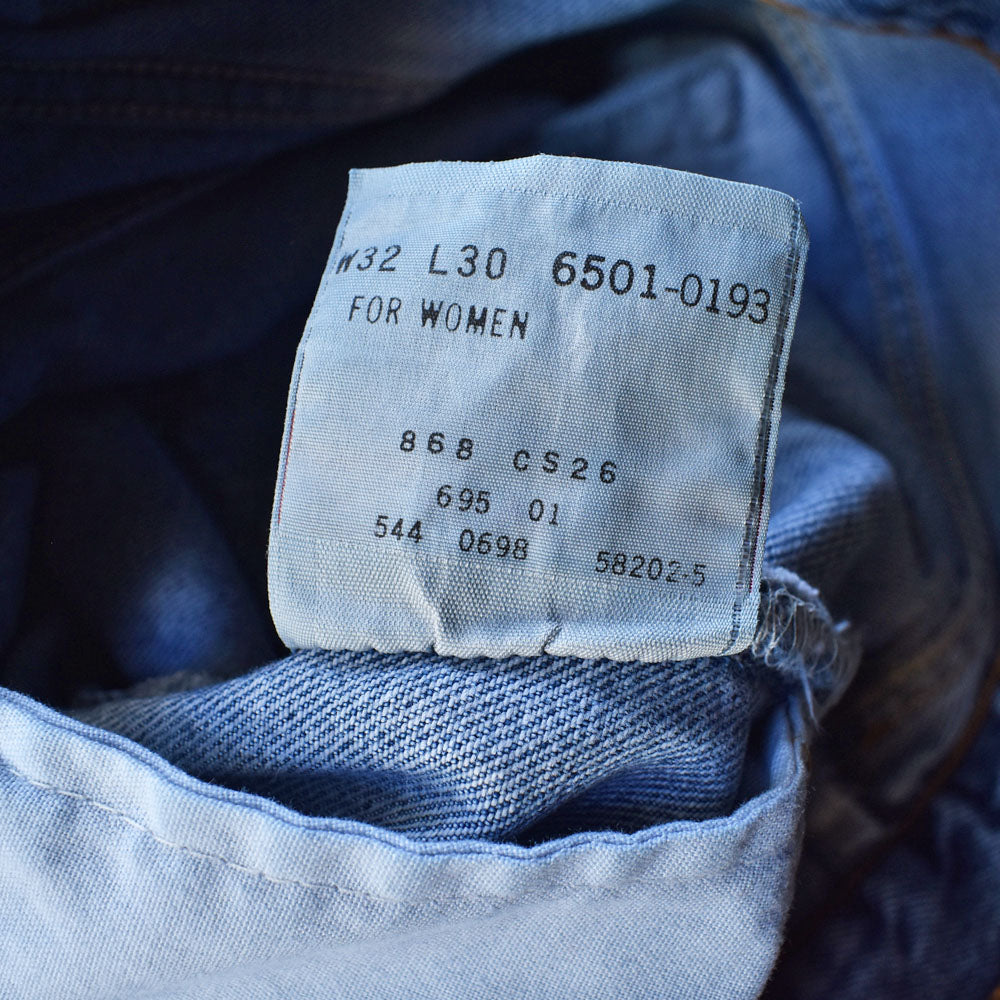 W32 L30 6501-0193
FOR WOMEN
868 CS26
695 01
544 0698 58202-5